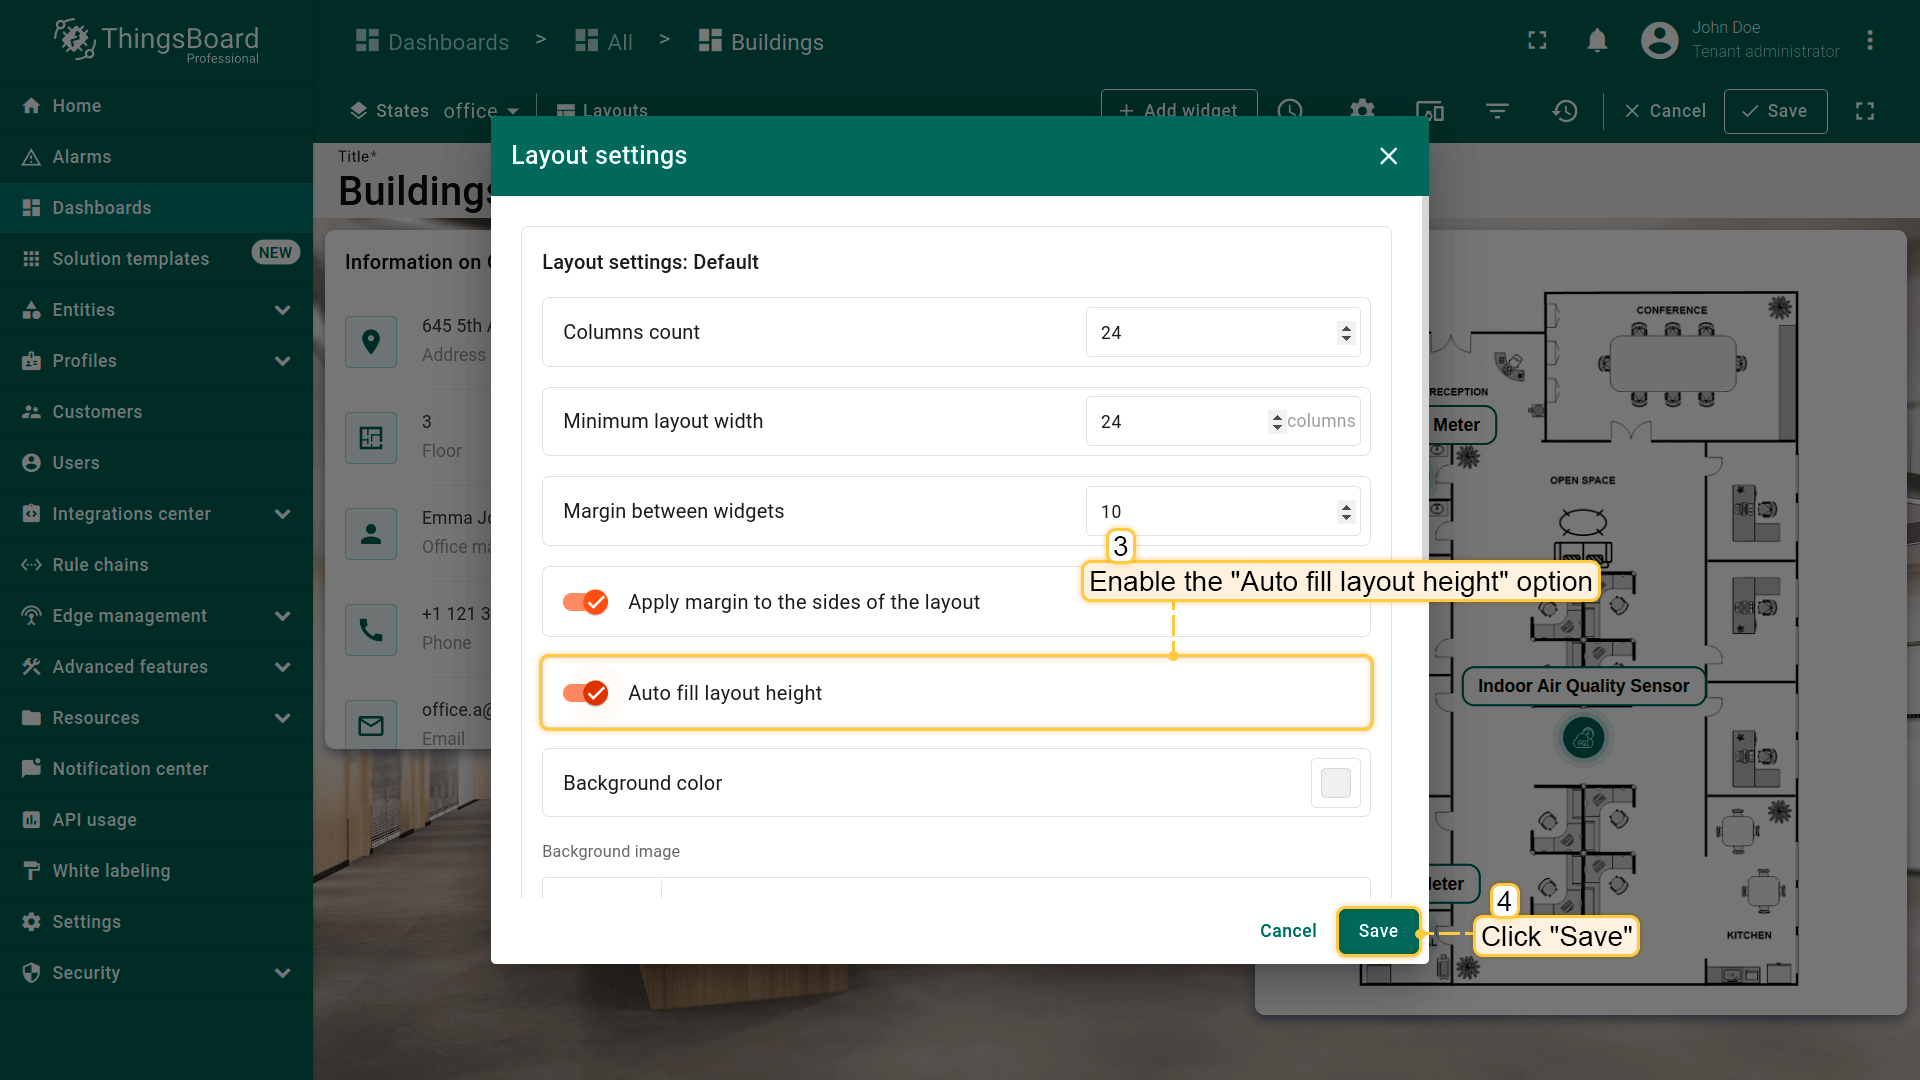 ThingsBoard
Professional
Dashboards > All > Buildings
John Doe
Tenant administrator
Home
Alarms
Dashboards
Solution templates NEW
Entities
Profiles
Customers
Users
Integrations center
Rule chains
Edge management
Advanced features
Resources
Notification center
API usage
White labeling
Settings
Security
States office Layouts + Add widget Cancel Save
Title*
Buildings
Information on
645 5th
Address
3
Floor
Emma
Office
+1 121 3
Phone
office.a@
Email
Layout settings
Layout settings: Default
Columns count 24
Minimum layout width 24 columns
Margin between widgets 10
3
Enable the "Auto fill layout height" option
Apply margin to the sides of the layout
Auto fill layout height
Background color
Background image
Cancel Save
4
Click "Save"
CONFERENCE
RECEPTION
Meter
OPEN SPACE
Indoor Air Quality Sensor
AQI
KITCHEN